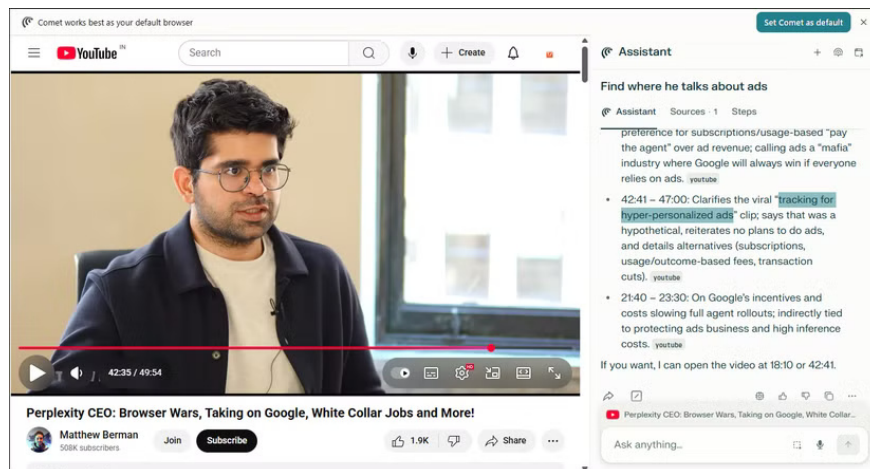 Comet works best as your default browser
Set Comet as default
YouTube IN
Search
Create
Perplexity CEO: Browser Wars, Taking on Google, White Collar Jobs and More!
42:35 / 49:54
HD
Matthew Berman
508K subscribers
Join
Subscribe
1.9K
Share
Assistant
Find where he talks about ads
Assistant
Sources · 1
Steps
preference for subscriptions/usage-based "pay
the agent" over ad revenue; calling ads a "mafia"
industry where Google will always win if everyone
relies on ads. youtube
• 42:41 – 47:00: Clarifies the viral "tracking for
hyper-personalized ads" clip; says that was a
hypothetical, reiterates no plans to do ads,
and details alternatives (subscriptions,
usage/outcome-based fees, transaction
cuts). youtube
• 21:40 – 23:30: On Google's incentives and
costs slowing full agent rollouts; indirectly tied
to protecting ads business and high inference
costs. youtube
If you want, I can open the video at 18:10 or 42:41.
Perplexity CEO: Browser Wars, Taking on Google, White Collar...
Ask anything...